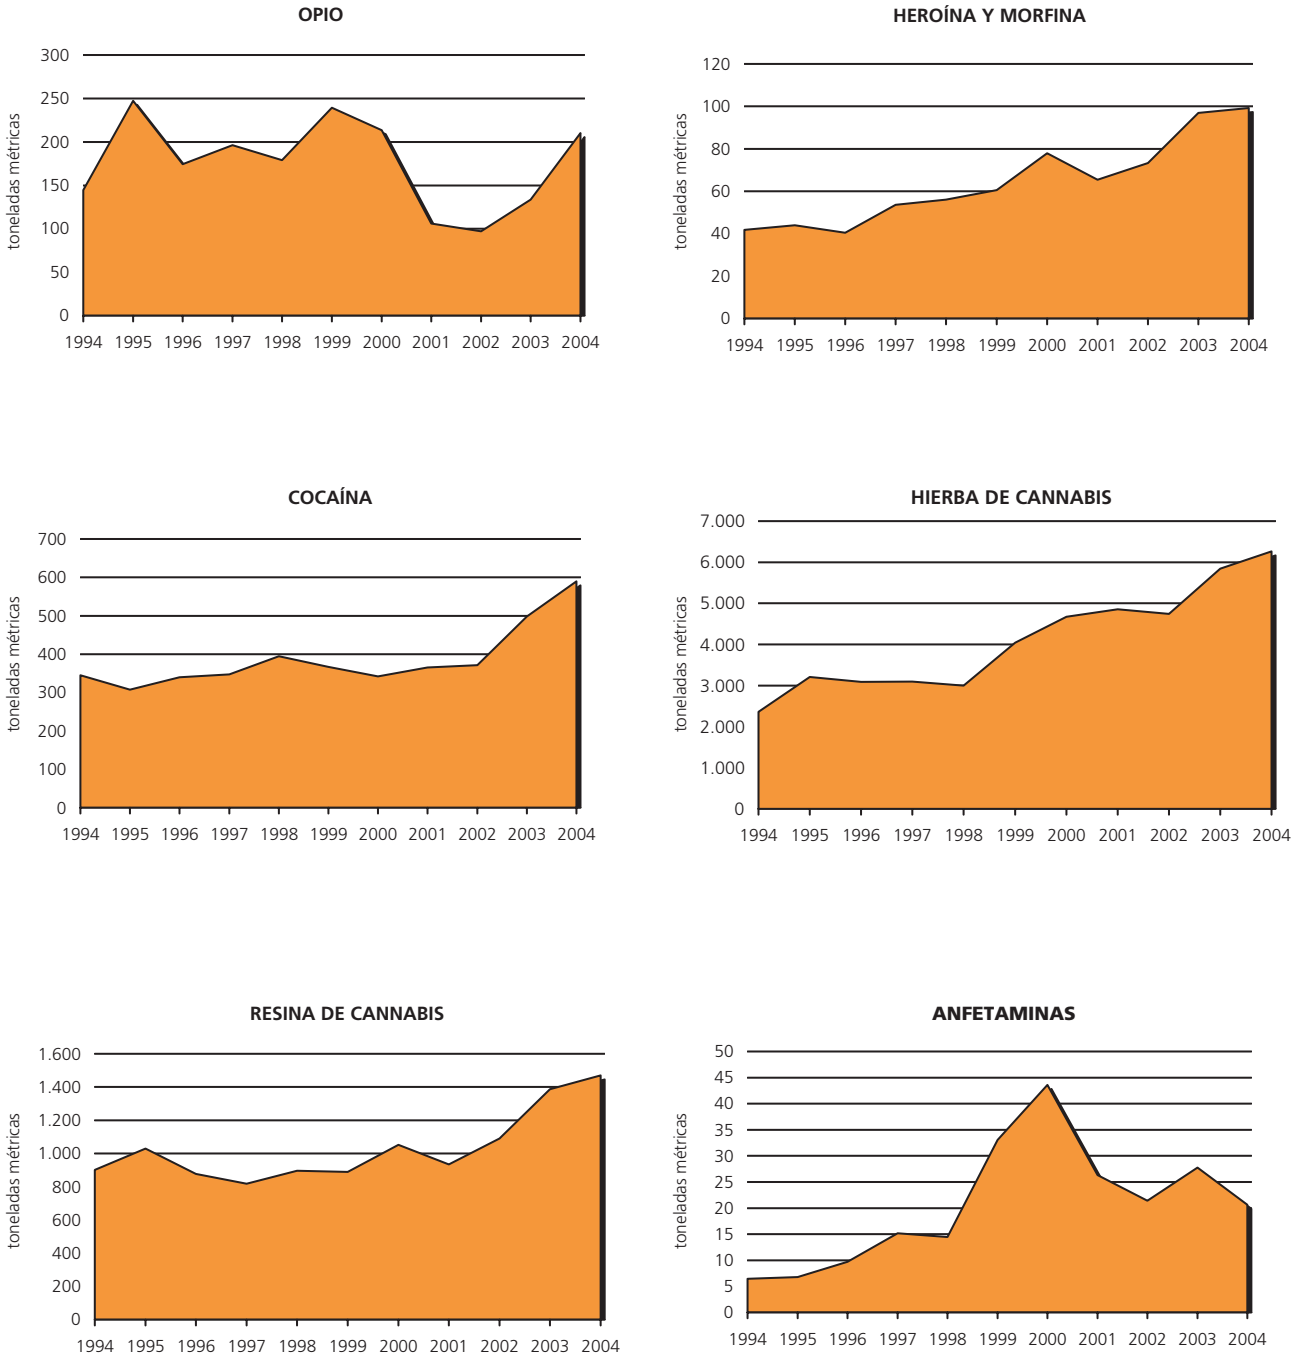 OPIO
toneladas métricas
300
250
200
150
100
50
0
1994 1995 1996 1997 1998 1999 2000 2001 2002 2003 2004
HEROÍNA Y MORFINA
toneladas métricas
120
100
80
60
40
20
0
1994 1995 1996 1997 1998 1999 2000 2001 2002 2003 2004
COCAÍNA
toneladas métricas
700
600
500
400
300
200
100
0
1994 1995 1996 1997 1998 1999 2000 2001 2002 2003 2004
HIERBA DE CANNABIS
toneladas métricas
7.000
6.000
5.000
4.000
3.000
2.000
1.000
0
1994 1995 1996 1997 1998 1999 2000 2001 2002 2003 2004
RESINA DE CANNABIS
toneladas métricas
1.600
1.400
1.200
1.000
800
600
400
200
0
1994 1995 1996 1997 1998 1999 2000 2001 2002 2003 2004
ANFETAMINAS
toneladas métricas
50
45
40
35
30
25
20
15
10
5
0
1994 1995 1996 1997 1998 1999 2000 2001 2002 2003 2004